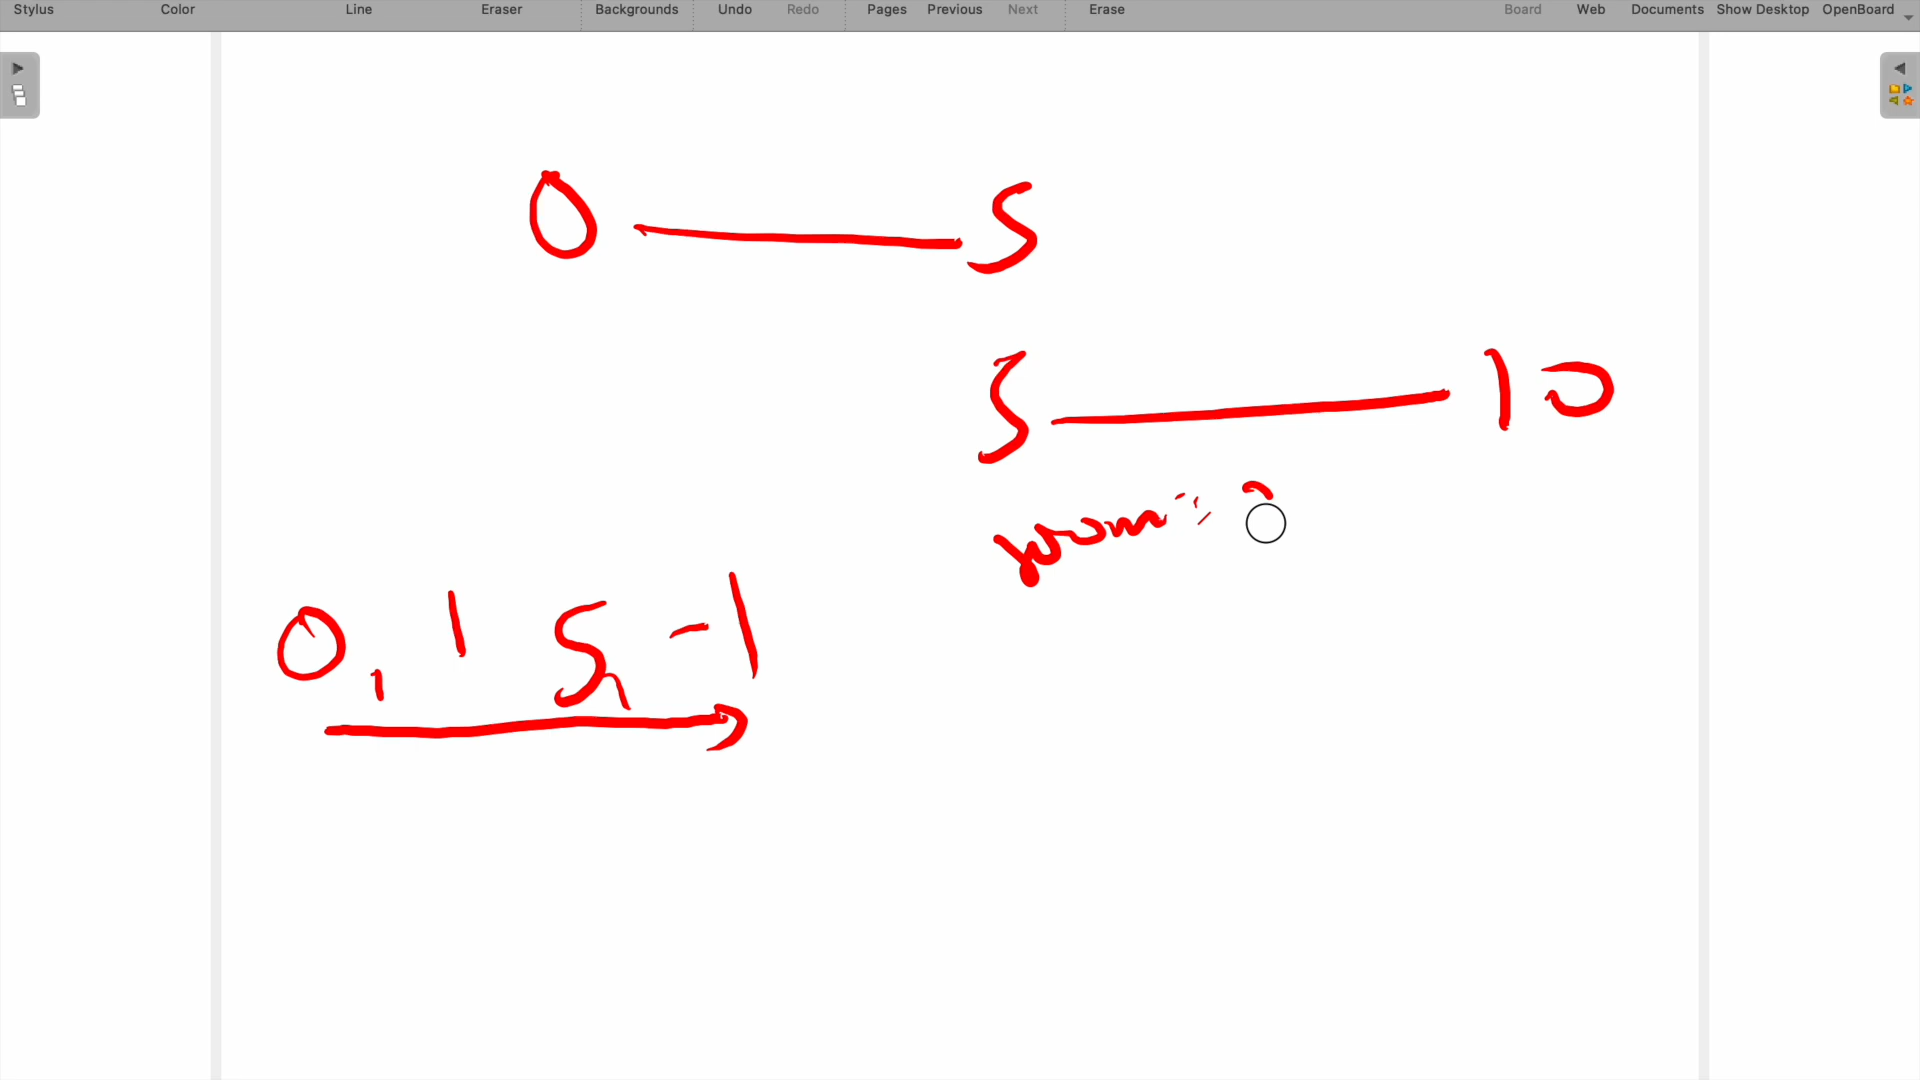 Stylus Color Line Eraser Backgrounds Undo Redo Pages Previous Next Erase Board Web Documents Show Desktop OpenBoard
0 5
5 10
room
0, 1 5, -1